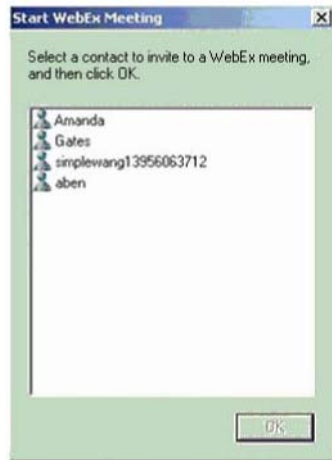 Start WebEx Meeting
Select a contact to invite to a WebEx meeting,
and then click OK.
Amanda
Gates
simplewang13956063712
aben
OK